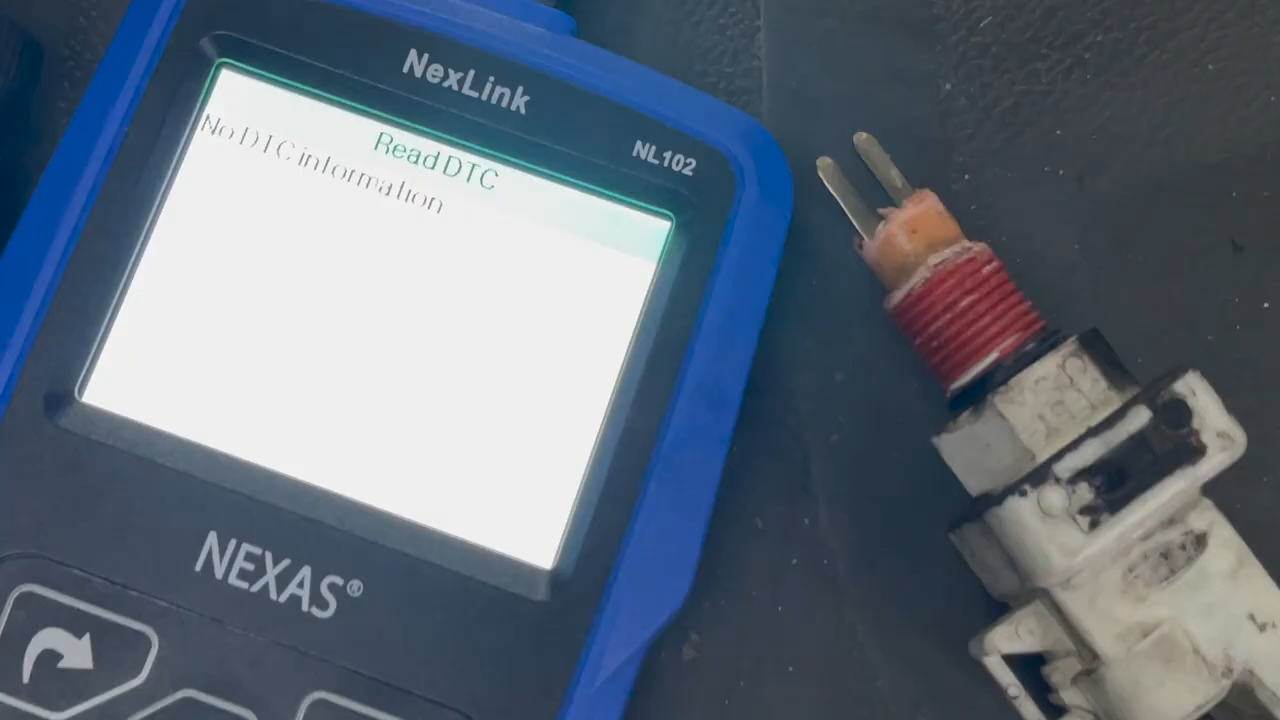 NexLink
NL102
Read DTC
No DTC information
NEXAS®